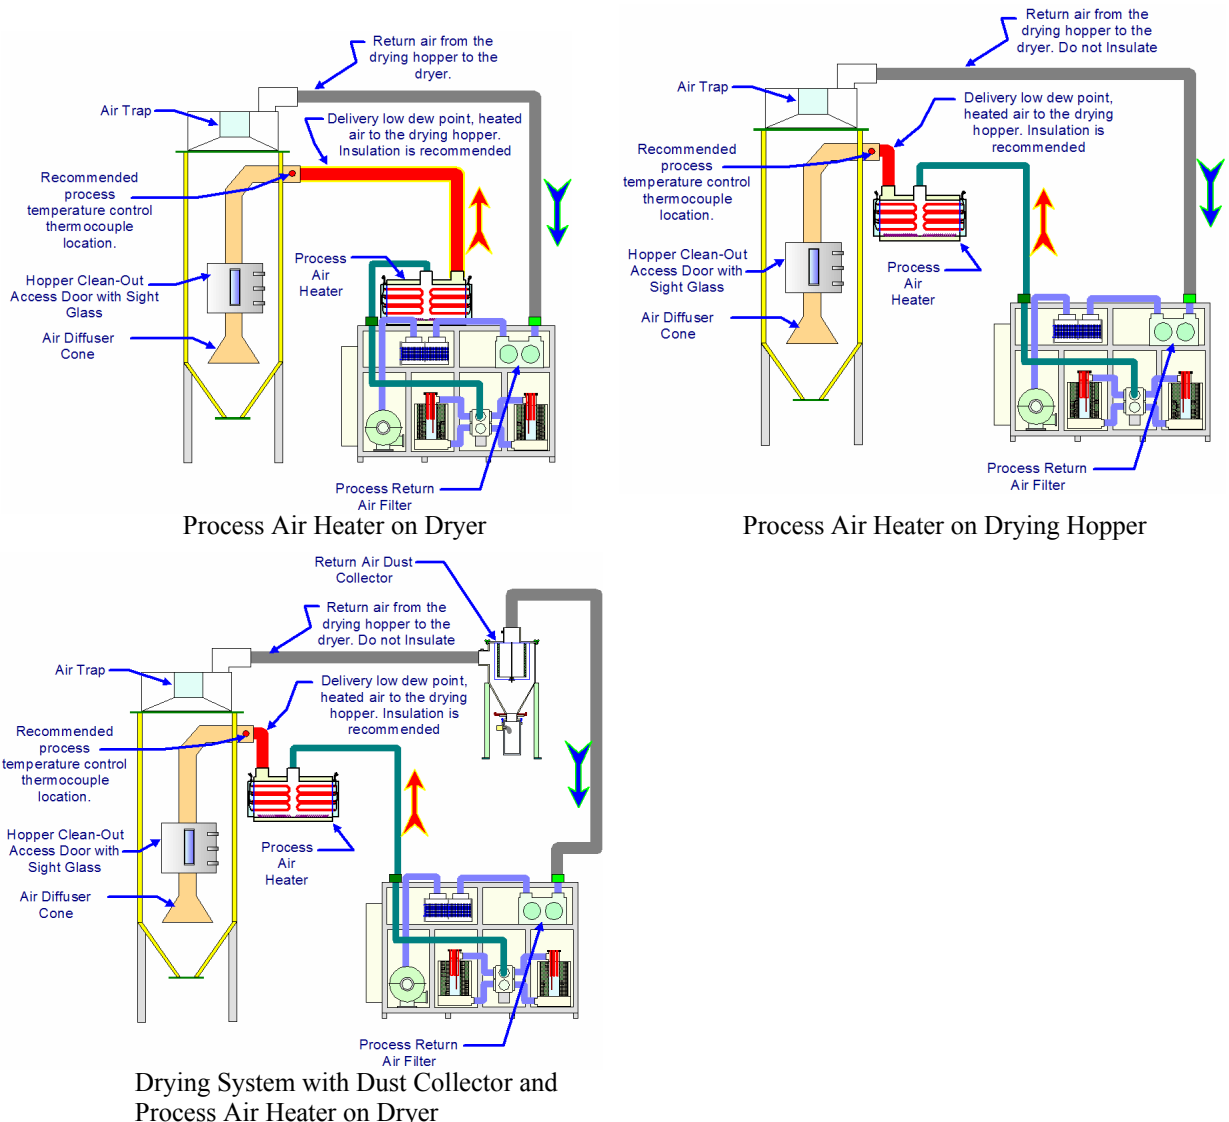 Return air from the
drying hopper to the
dryer.
Air Trap
Delivery low dew point, heated
air to the drying hopper.
Insulation is recommended
Recommended
process
temperature control
thermocouple
location.
Process
Air
Heater
Hopper Clean-Out
Access Door with Sight
Glass
Air Diffuser
Cone
Process Return
Air Filter
Process Air Heater on Dryer
Return air from the
drying hopper to the
dryer. Do not Insulate
Air Trap
Delivery low dew point,
heated air to the drying
hopper. Insulation is
recommended
Recommended
process
temperature control
thermocouple
location.
Hopper Clean-Out
Access Door with
Sight Glass
Process
Air
Heater
Air Diffuser
Cone
Process Return
Air Filter
Process Air Heater on Drying Hopper
Return Air Dust
Collector
Return air from the
drying hopper to the
dryer. Do not Insulate
Air Trap
Delivery low dew point,
heated air to the drying
hopper. Insulation is
recommended
Recommended
process
temperature control
thermocouple
location.
Hopper Clean-Out
Access Door with
Sight Glass
Process
Air
Heater
Air Diffuser
Cone
Process Return
Air Filter
Drying System with Dust Collector and
Process Air Heater on Dryer